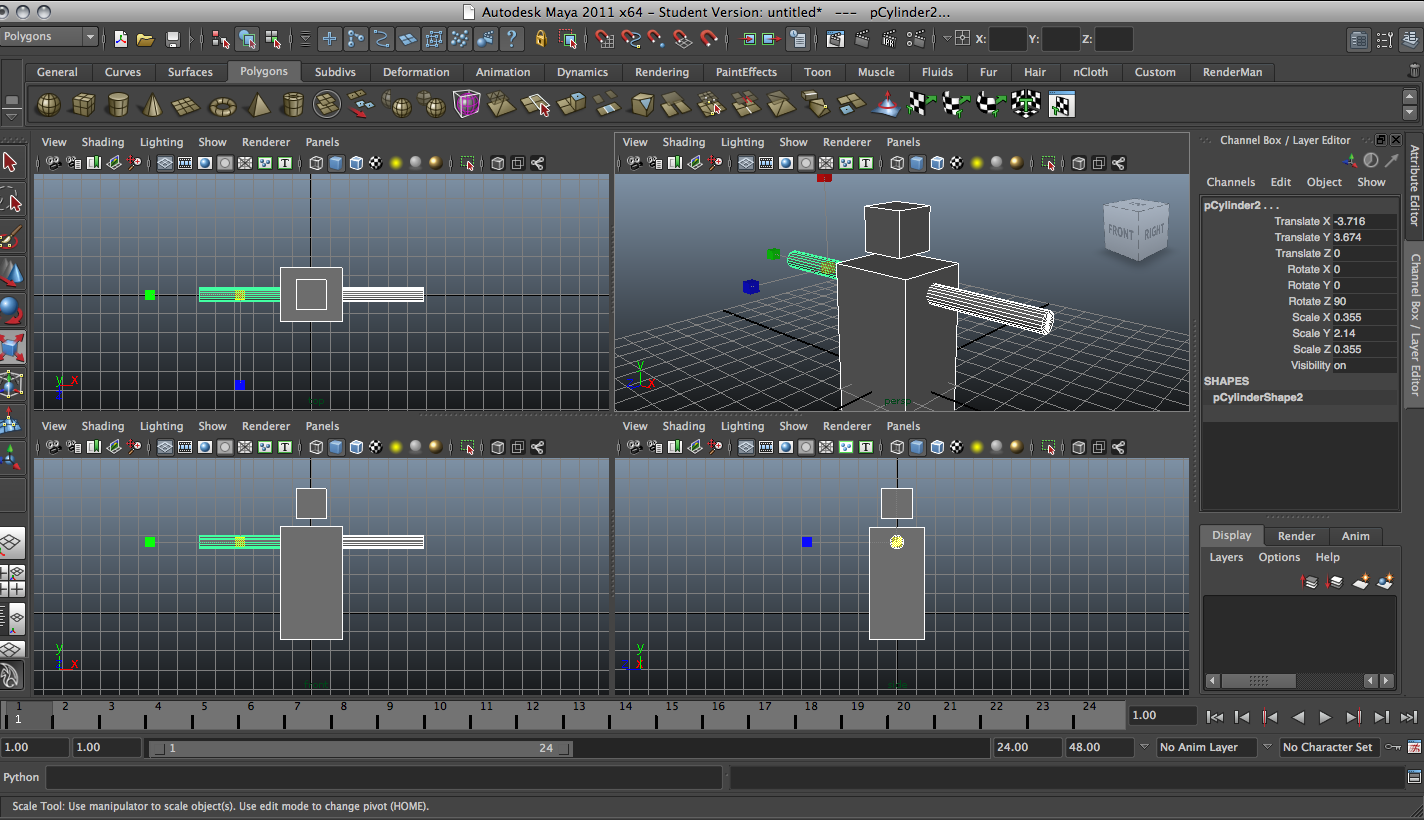 Autodesk Maya 2011 x64 - Student Version: untitled*   ---   pCylinder2...
Polygons X: Y: Z:
General Curves Surfaces Polygons Subdivs Deformation Animation Dynamics Rendering PaintEffects Toon Muscle Fluids Fur Hair nCloth Custom RenderMan
View Shading Lighting Show Renderer Panels
View Shading Lighting Show Renderer Panels
FRONT RIGHT
y x
top
y x
persp
View Shading Lighting Show Renderer Panels
View Shading Lighting Show Renderer Panels
y z x
front
y z x
side
Channel Box / Layer Editor
Channels Edit Object Show
pCylinder2 . . .
Translate X -3.716
Translate Y 3.674
Translate Z 0
Rotate X 0
Rotate Y 0
Rotate Z 90
Scale X 0.355
Scale Y 2.14
Scale Z 0.355
Visibility on
SHAPES
pCylinderShape2
Attribute Editor
Channel Box / Layer Editor
Display Render Anim
Layers Options Help
1 2 3 4 5 6 7 8 9 10 11 12 13 14 15 16 17 18 19 20 21 22 23 24
1
1.00
1.00 1.00 1 24 24.00 48.00 No Anim Layer No Character Set
Python
Scale Tool: Use manipulator to scale object(s). Use edit mode to change pivot (HOME).